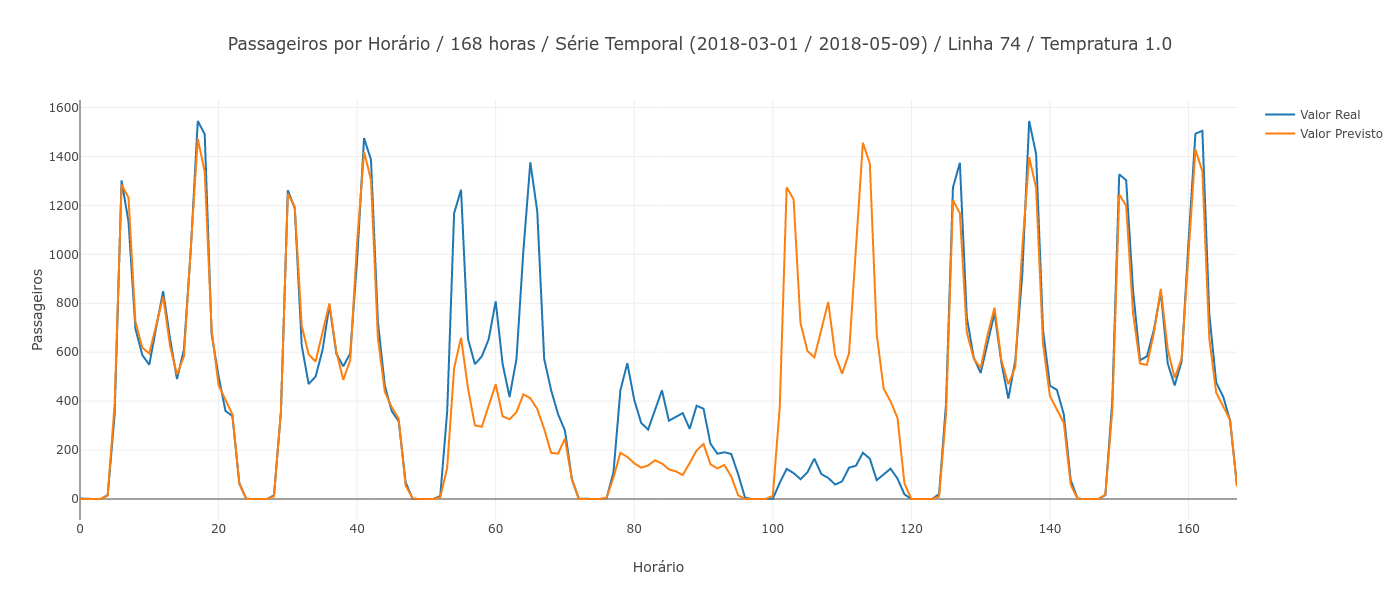 Passageiros por Horário / 168 horas / Série Temporal (2018-03-01 / 2018-05-09) / Linha 74 / Tempratura 1.0
Valor Real
Valor Previsto
Passageiros
1600
1400
1200
1000
800
600
400
200
0
0 20 40 60 80 100 120 140 160
Horário